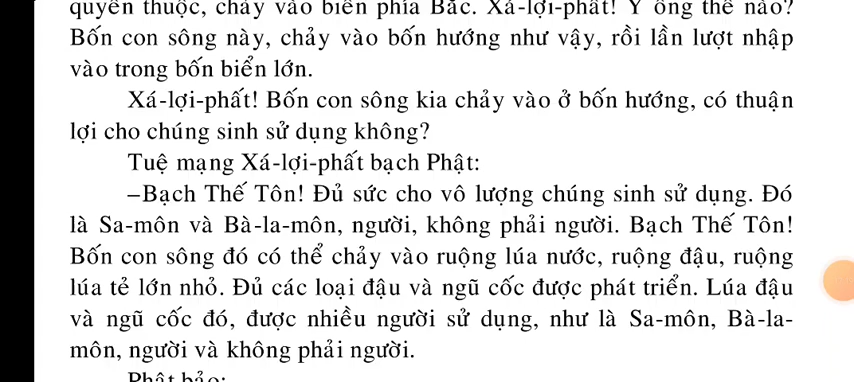 quyến thuộc, chảy vào biển phía Bắc. Xá-lợi-phất! Ý ông thế nào?
Bốn con sông này, chảy vào bốn hướng như vậy, rồi lần lượt nhập
vào trong bốn biển lớn.
Xá-lợi-phất! Bốn con sông kia chảy vào ở bốn hướng, có thuận
lợi cho chúng sinh sử dụng không?
Tuệ mạng Xá-lợi-phất bạch Phật:
–Bạch Thế Tôn! Đủ sức cho vô lượng chúng sinh sử dụng. Đó
là Sa-môn và Bà-la-môn, người, không phải người. Bạch Thế Tôn!
Bốn con sông đó có thể chảy vào ruộng lúa nước, ruộng đậu, ruộng
lúa tẻ lớn nhỏ. Đủ các loại đậu và ngũ cốc được phát triển. Lúa đậu
và ngũ cốc đó, được nhiều người sử dụng, như là Sa-môn, Bà-la-
môn, người và không phải người.
Phật bảo: